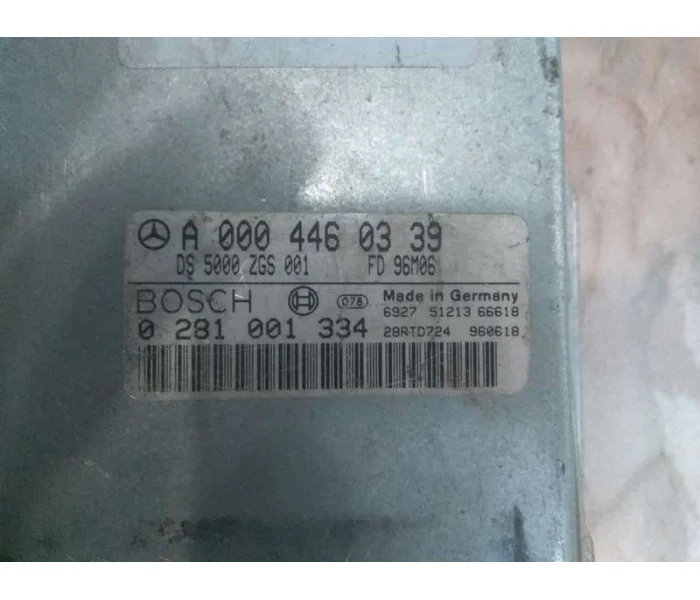 A 000 446 03 39
DS 5000 ZGS 001 FD 96M06
BOSCH 078 Made in Germany
6927 51213 66618
0 281 001 334 28RTD724 960618